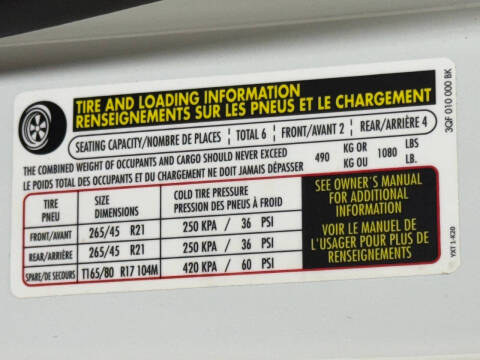 TIRE AND LOADING INFORMATION
RENSEIGNEMENTS SUR LES PNEUS ET LE CHARGEMENT
SEATING CAPACITY/NOMBRE DE PLACES TOTAL 6 FRONT/AVANT 2 REAR/ARRIÈRE 4
THE COMBINED WEIGHT OF OCCUPANTS AND CARGO SHOULD NEVER EXCEED 490 KG OR 1080 LBS
LE POIDS TOTAL DES OCCUPANTS ET DU CHARGEMENT NE DOIT JAMAIS DÉPASSER KG OU LB.
TIRE SIZE COLD TIRE PRESSURE
PNEU DIMENSIONS PRESSION DES PNEUS À FROID
FRONT/AVANT 265/45 R21 250 KPA / 36 PSI
REAR/ARRIÈRE 265/45 R21 250 KPA / 36 PSI
SPARE/DE SECOURS T165/80 R17 104M 420 KPA / 60 PSI
SEE OWNER'S MANUAL
FOR ADDITIONAL
INFORMATION
VOIR LE MANUEL DE
L'USAGER POUR PLUS DE
RENSEIGNEMENTS
3QF 010 000 BK
YXT 1-K20